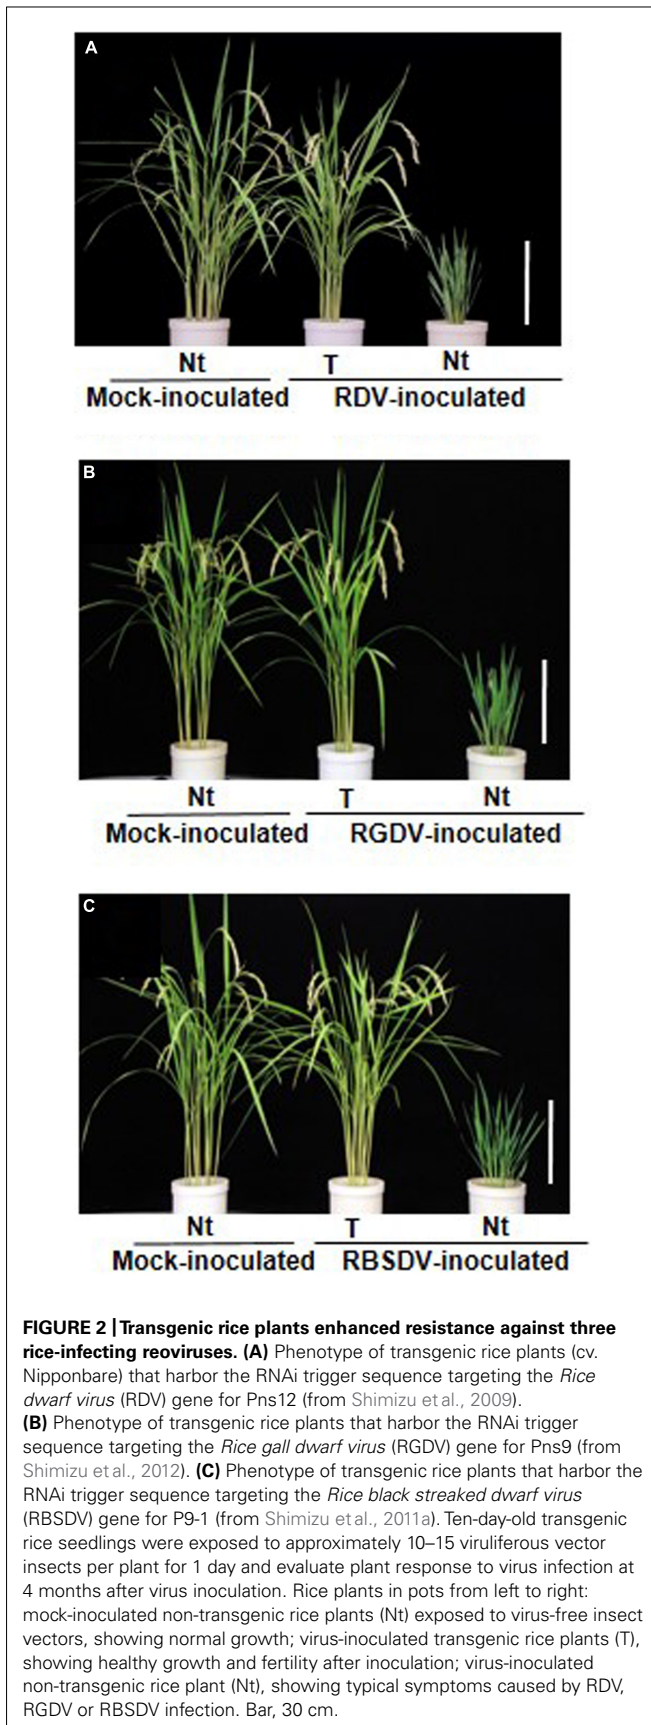 A
Nt T Nt
Mock-inoculated RDV-inoculated
B
Nt T Nt
Mock-inoculated RGDV-inoculated
C
Nt T Nt
Mock-inoculated RBSDV-inoculated
FIGURE 2 | Transgenic rice plants enhanced resistance against three
rice-infecting reoviruses. (A) Phenotype of transgenic rice plants (cv.
Nipponbare) that harbor the RNAi trigger sequence targeting the Rice
dwarf virus (RDV) gene for Pns12 (from Shimizu et al., 2009).
(B) Phenotype of transgenic rice plants that harbor the RNAi trigger
sequence targeting the Rice gall dwarf virus (RGDV) gene for Pns9 (from
Shimizu et al., 2012). (C) Phenotype of transgenic rice plants that harbor the
RNAi trigger sequence targeting the Rice black streaked dwarf virus
(RBSDV) gene for P9-1 (from Shimizu et al., 2011a). Ten-day-old transgenic
rice seedlings were exposed to approximately 10–15 viruliferous vector
insects per plant for 1 day and evaluate plant response to virus infection at
4 months after virus inoculation. Rice plants in pots from left to right:
mock-inoculated non-transgenic rice plants (Nt) exposed to virus-free insect
vectors, showing normal growth; virus-inoculated transgenic rice plants (T),
showing healthy growth and fertility after inoculation; virus-inoculated
non-transgenic rice plant (Nt), showing typical symptoms caused by RDV,
RGDV or RBSDV infection. Bar, 30 cm.